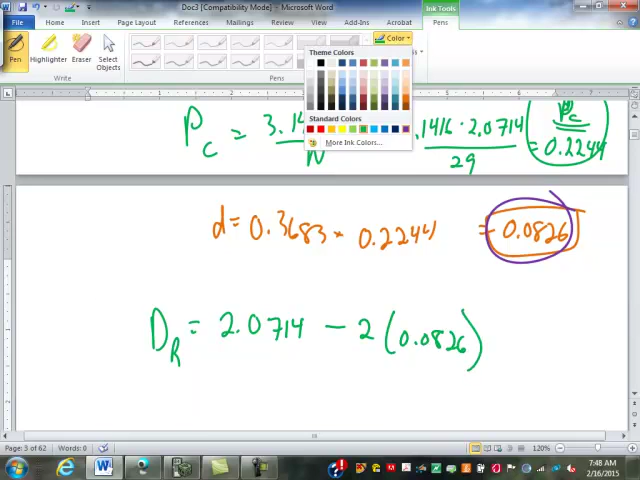 Doc3 [Compatibility Mode] - Microsoft Word
Ink Tools
File Home Insert Page Layout References Mailings Review View Add-Ins Acrobat Pens
Color
Pen Highlighter Eraser Select Objects
Write Pens
Theme Colors
Standard Colors
More Ink Colors...
Pc = 3.14 / N .1416 · 2.0714 / 29 Pc = 0.2244
d = 0.3683 * 0.2244 = 0.0826
DR = 2.0714 - 2 (0.0826)
Page: 3 of 62 Words: 0 120%
7:48 AM
2/16/2015